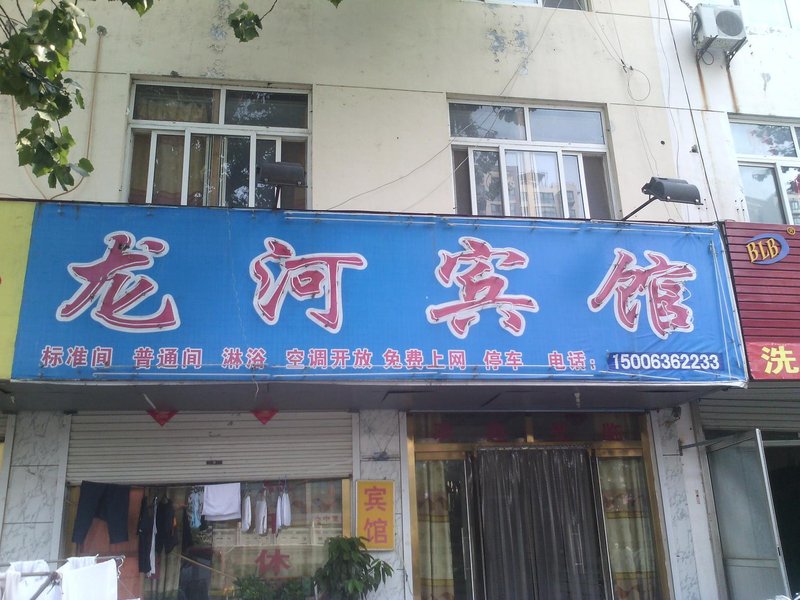 龙河宾馆
标准间 普通间 淋浴 空调开放 免费上网 停车 电话：15006362233
BLB®
洗
宾馆
休